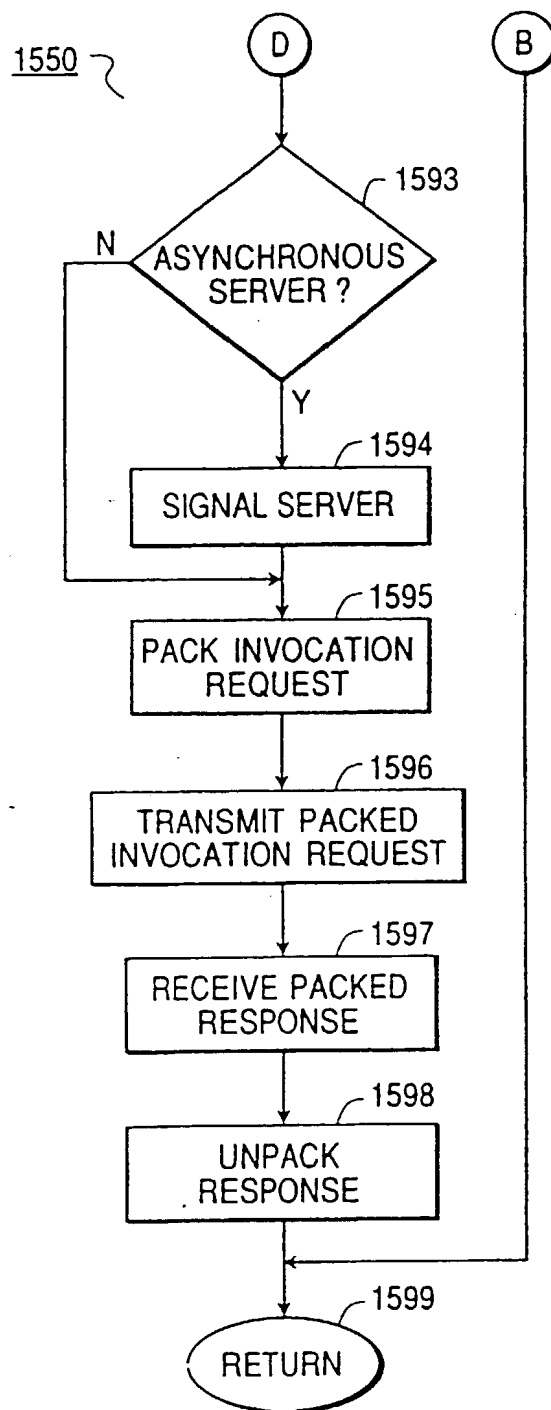 1550
D
B
1593
N
ASYNCHRONOUS
SERVER ?
Y
1594
SIGNAL SERVER
1595
PACK INVOCATION
REQUEST
1596
TRANSMIT PACKED
INVOCATION REQUEST
1597
RECEIVE PACKED
RESPONSE
1598
UNPACK
RESPONSE
1599
RETURN